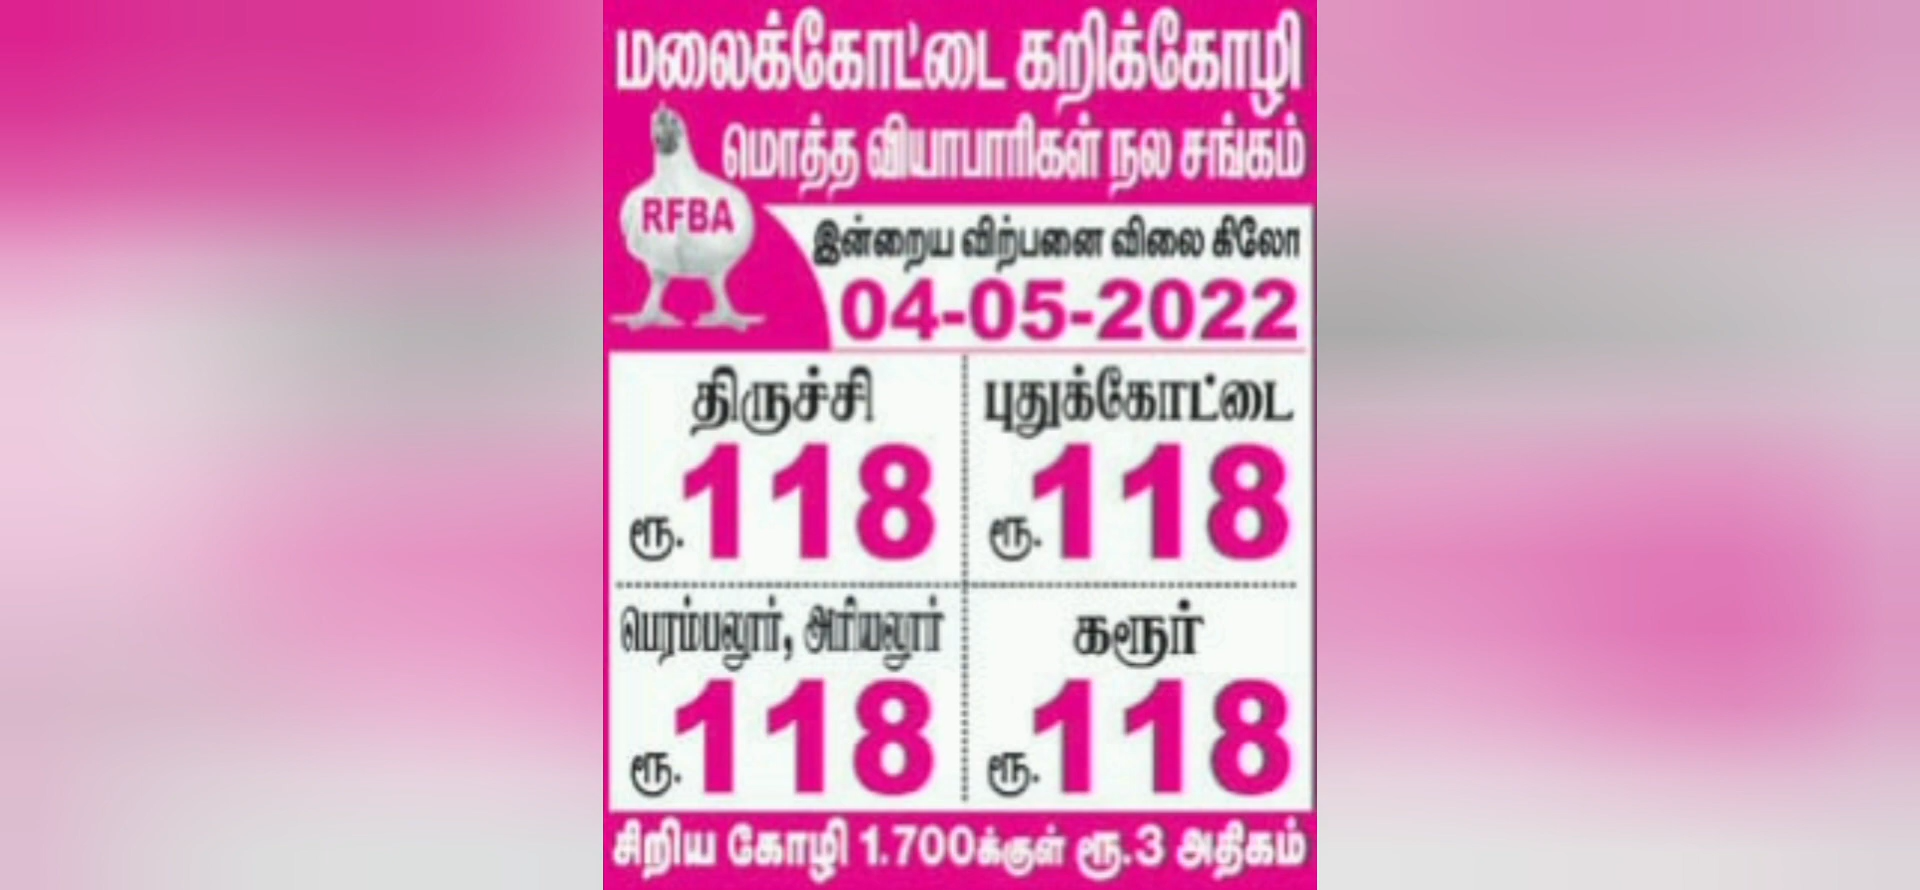 மலைக்கோட்டை கறிக்கோழி
மொத்த வியாபாரிகள் நல சங்கம்
RFBA
இன்றைய விற்பனை விலை கிலோ
04-05-2022
திருச்சி
ரூ.118
புதுக்கோட்டை
ரூ.118
பெரம்பலூர், அரியலூர்
ரூ.118
கரூர்
ரூ.118
சிறிய கோழி 1.700க்குள் ரூ.3 அதிகம்